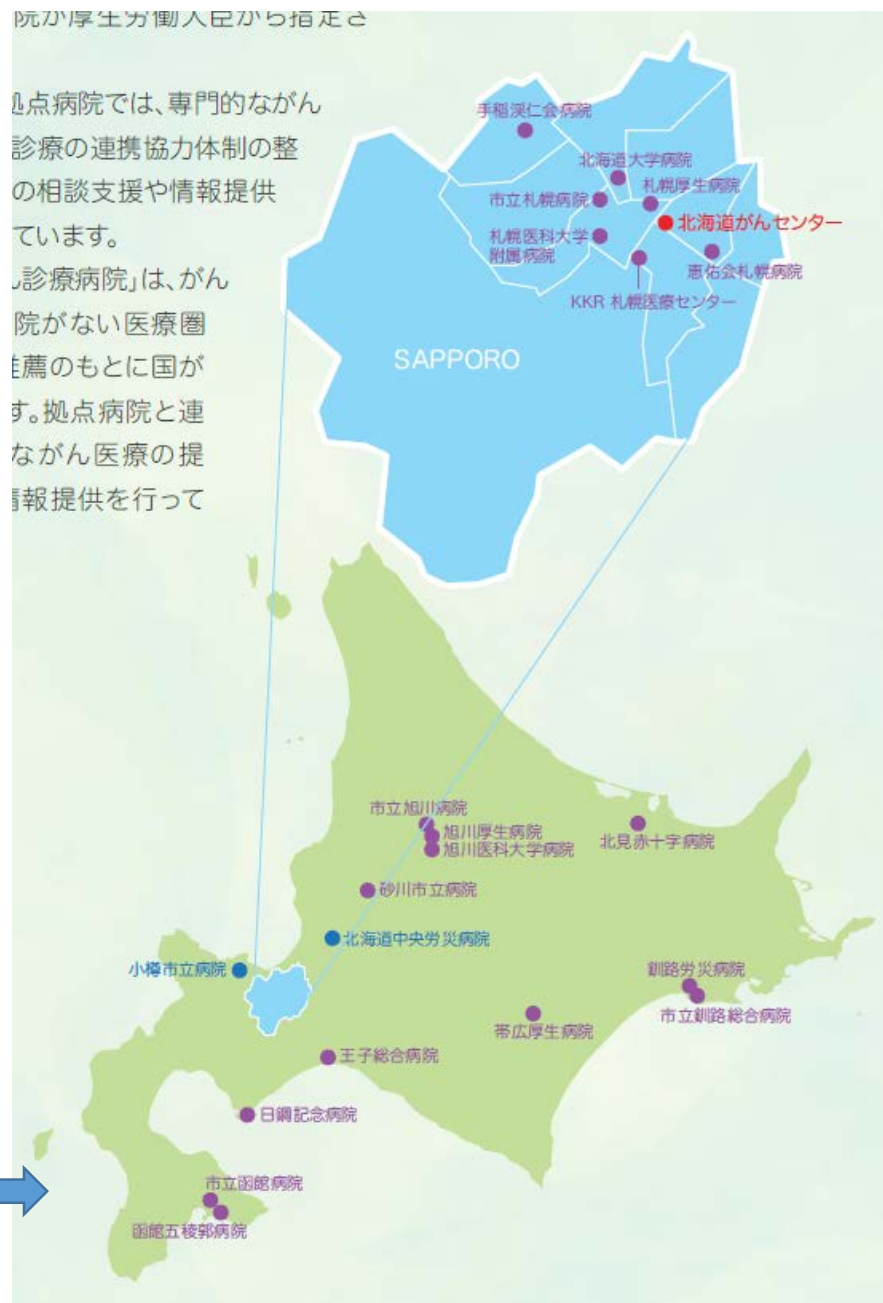 院が厚生労働大臣から指定さ
拠点病院では、専門的ながん
診療の連携協力体制の整
の相談支援や情報提供
ています。
ん診療病院」は、がん
院がない医療圏
推薦のもとに国が
す。拠点病院と連
ながん医療の提
情報提供を行って
手稲渓仁会病院
北海道大学病院
市立札幌病院
札幌厚生病院
北海道がんセンター
札幌医科大学
附属病院
恵佑会札幌病院
KKR 札幌医療センター
SAPPORO
市立旭川病院
旭川厚生病院
旭川医科大学病院
北見赤十字病院
砂川市立病院
北海道中央労災病院
小樽市立病院
釧路労災病院
市立釧路総合病院
帯広厚生病院
王子総合病院
日鋼記念病院
市立函館病院
函館五稜郭病院